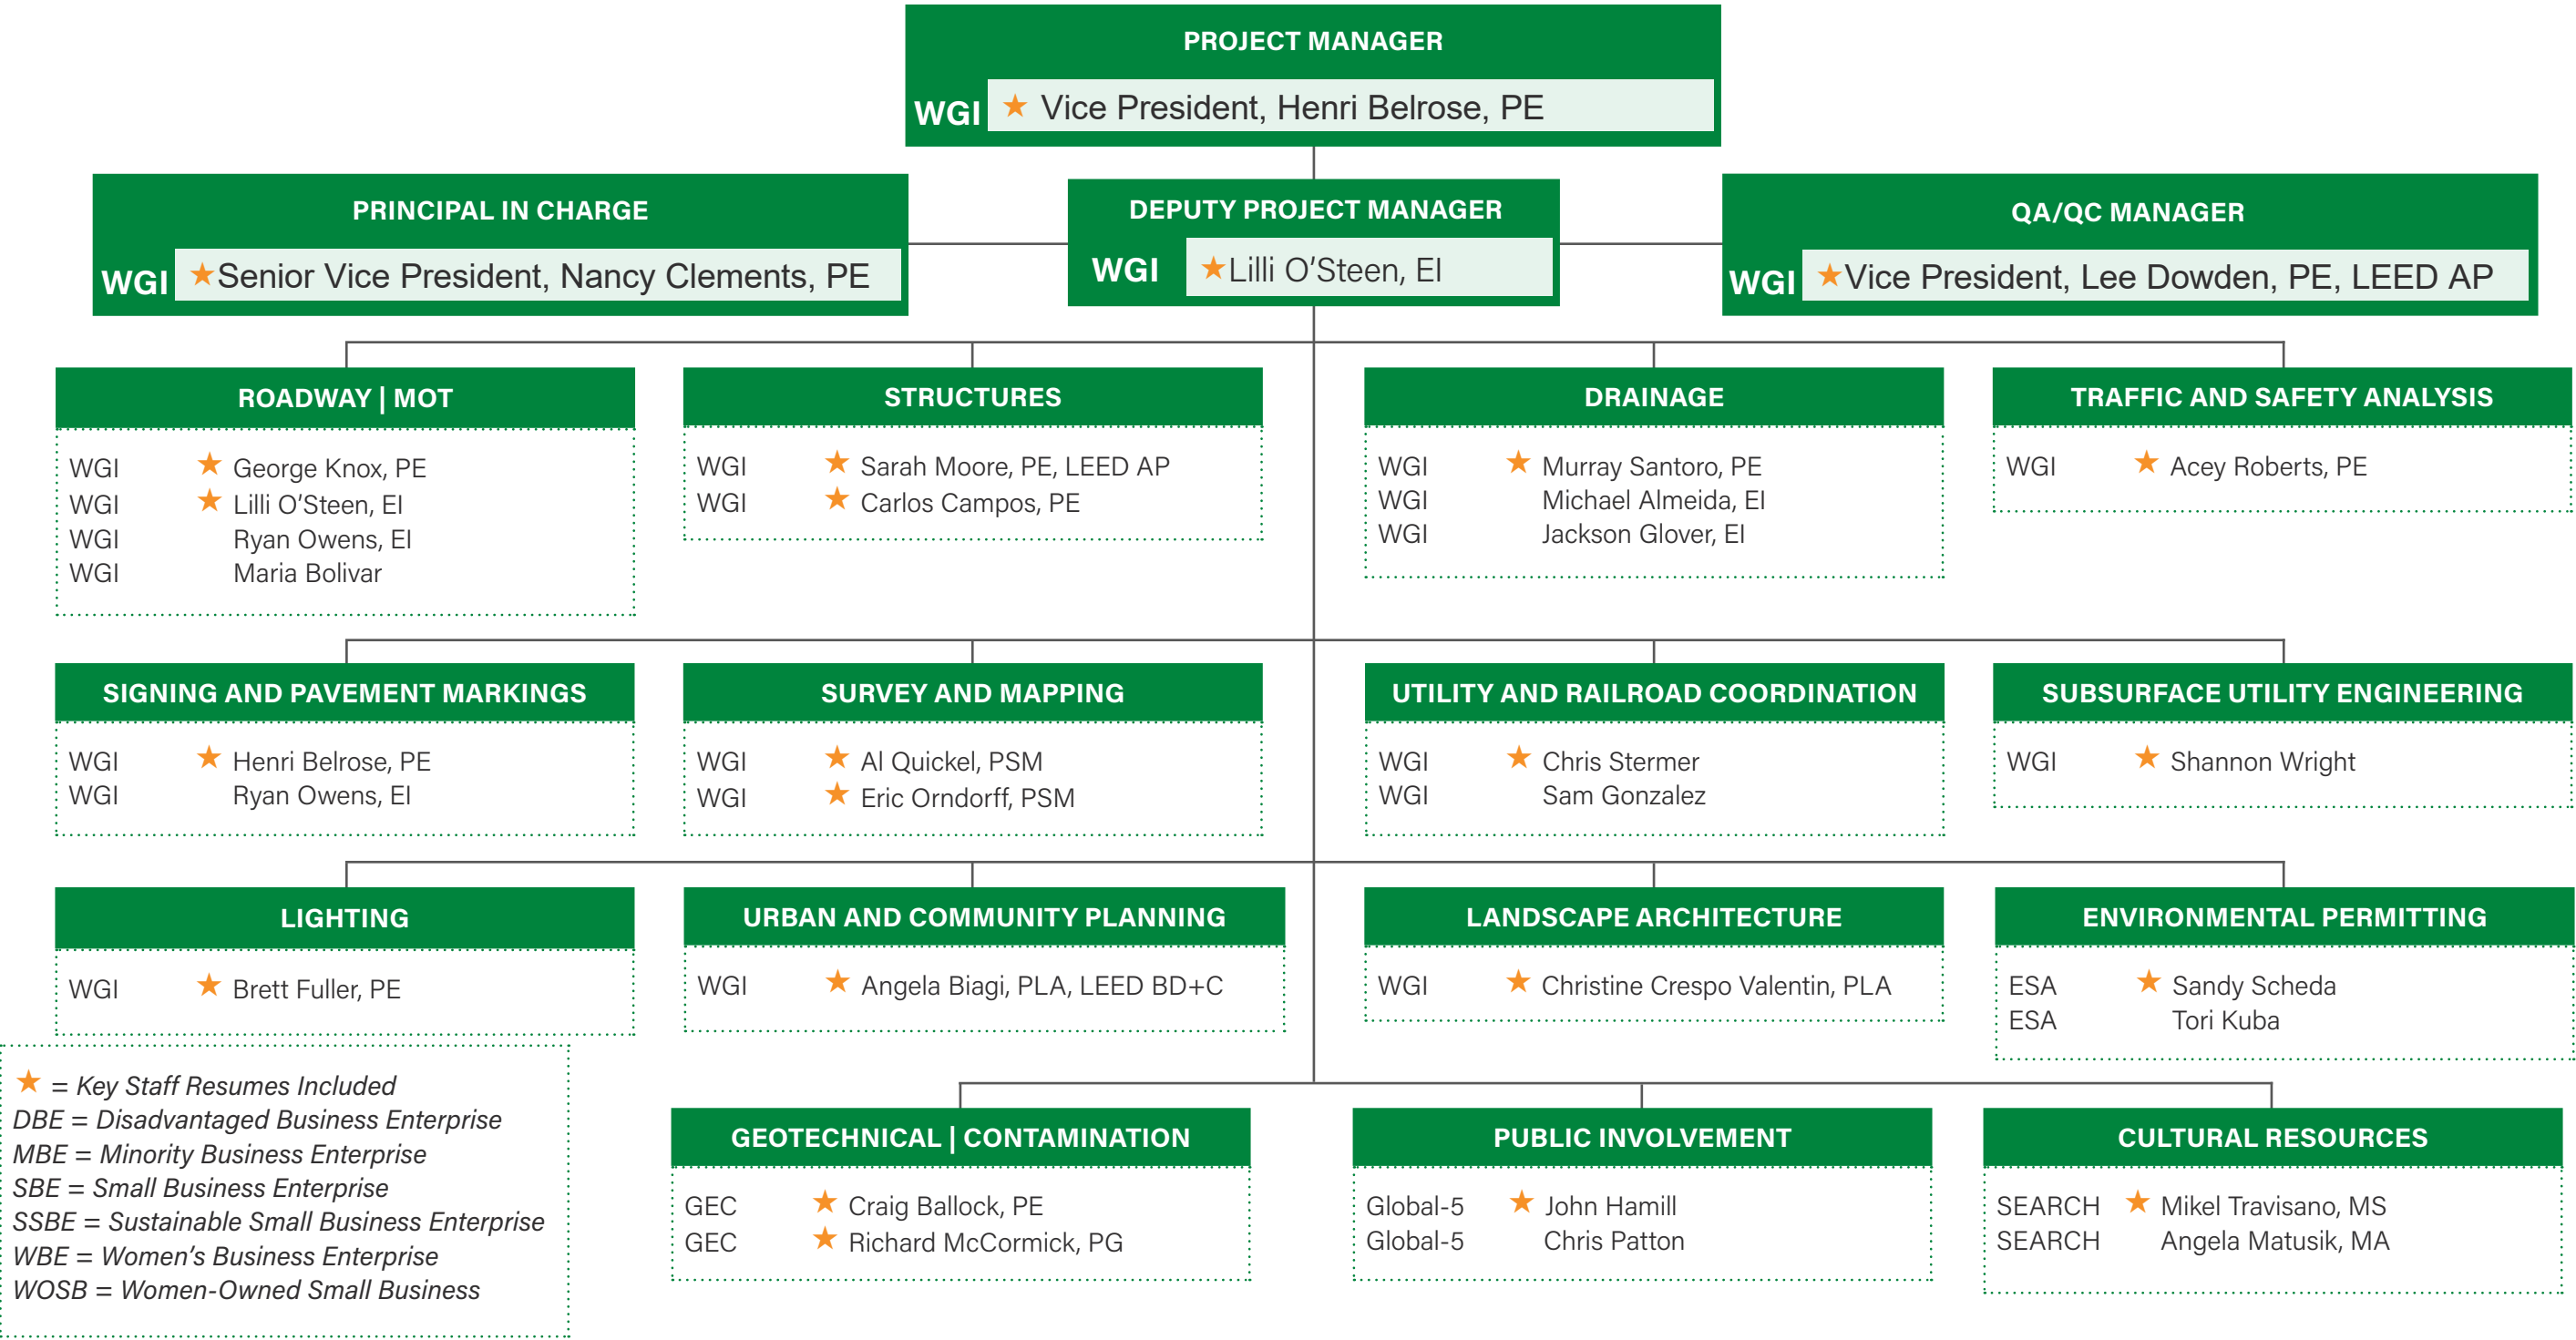 PROJECT MANAGER
WGI ★ Vice President, Henri Belrose, PE
PRINCIPAL IN CHARGE
WGI ★Senior Vice President, Nancy Clements, PE
DEPUTY PROJECT MANAGER
WGI ★Lilli O'Steen, EI
QA/QC MANAGER
WGI ★Vice President, Lee Dowden, PE, LEED AP
ROADWAY | MOT
WGI ★ George Knox, PE
WGI ★ Lilli O'Steen, EI
WGI Ryan Owens, EI
WGI Maria Bolivar
STRUCTURES
WGI ★ Sarah Moore, PE, LEED AP
WGI ★ Carlos Campos, PE
DRAINAGE
WGI ★ Murray Santoro, PE
WGI Michael Almeida, EI
WGI Jackson Glover, EI
TRAFFIC AND SAFETY ANALYSIS
WGI ★ Acey Roberts, PE
SIGNING AND PAVEMENT MARKINGS
WGI ★ Henri Belrose, PE
WGI Ryan Owens, EI
SURVEY AND MAPPING
WGI ★ Al Quickel, PSM
WGI ★ Eric Orndorff, PSM
UTILITY AND RAILROAD COORDINATION
WGI ★ Chris Stermer
WGI Sam Gonzalez
SUBSURFACE UTILITY ENGINEERING
WGI ★ Shannon Wright
LIGHTING
WGI ★ Brett Fuller, PE
URBAN AND COMMUNITY PLANNING
WGI ★ Angela Biagi, PLA, LEED BD+C
LANDSCAPE ARCHITECTURE
WGI ★ Christine Crespo Valentin, PLA
ENVIRONMENTAL PERMITTING
ESA ★ Sandy Scheda
ESA Tori Kuba
★ = Key Staff Resumes Included
DBE = Disadvantaged Business Enterprise
MBE = Minority Business Enterprise
SBE = Small Business Enterprise
SSBE = Sustainable Small Business Enterprise
WBE = Women's Business Enterprise
WOSB = Women-Owned Small Business
GEOTECHNICAL | CONTAMINATION
GEC ★ Craig Ballock, PE
GEC ★ Richard McCormick, PG
PUBLIC INVOLVEMENT
Global-5 ★ John Hamill
Global-5 Chris Patton
CULTURAL RESOURCES
SEARCH ★ Mikel Travisano, MS
SEARCH Angela Matusik, MA